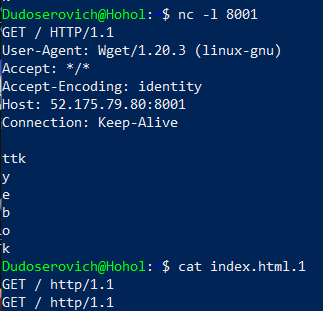 Dudoserovich@Hohol: $ nc -l 8001
GET / HTTP/1.1
User-Agent: Wget/1.20.3 (linux-gnu)
Accept: */*
Accept-Encoding: identity
Host: 52.175.79.80:8001
Connection: Keep-Alive

ttk
y
e
b
o
k
Dudoserovich@Hohol: $ cat index.html.1
GET / http/1.1
GET / http/1.1